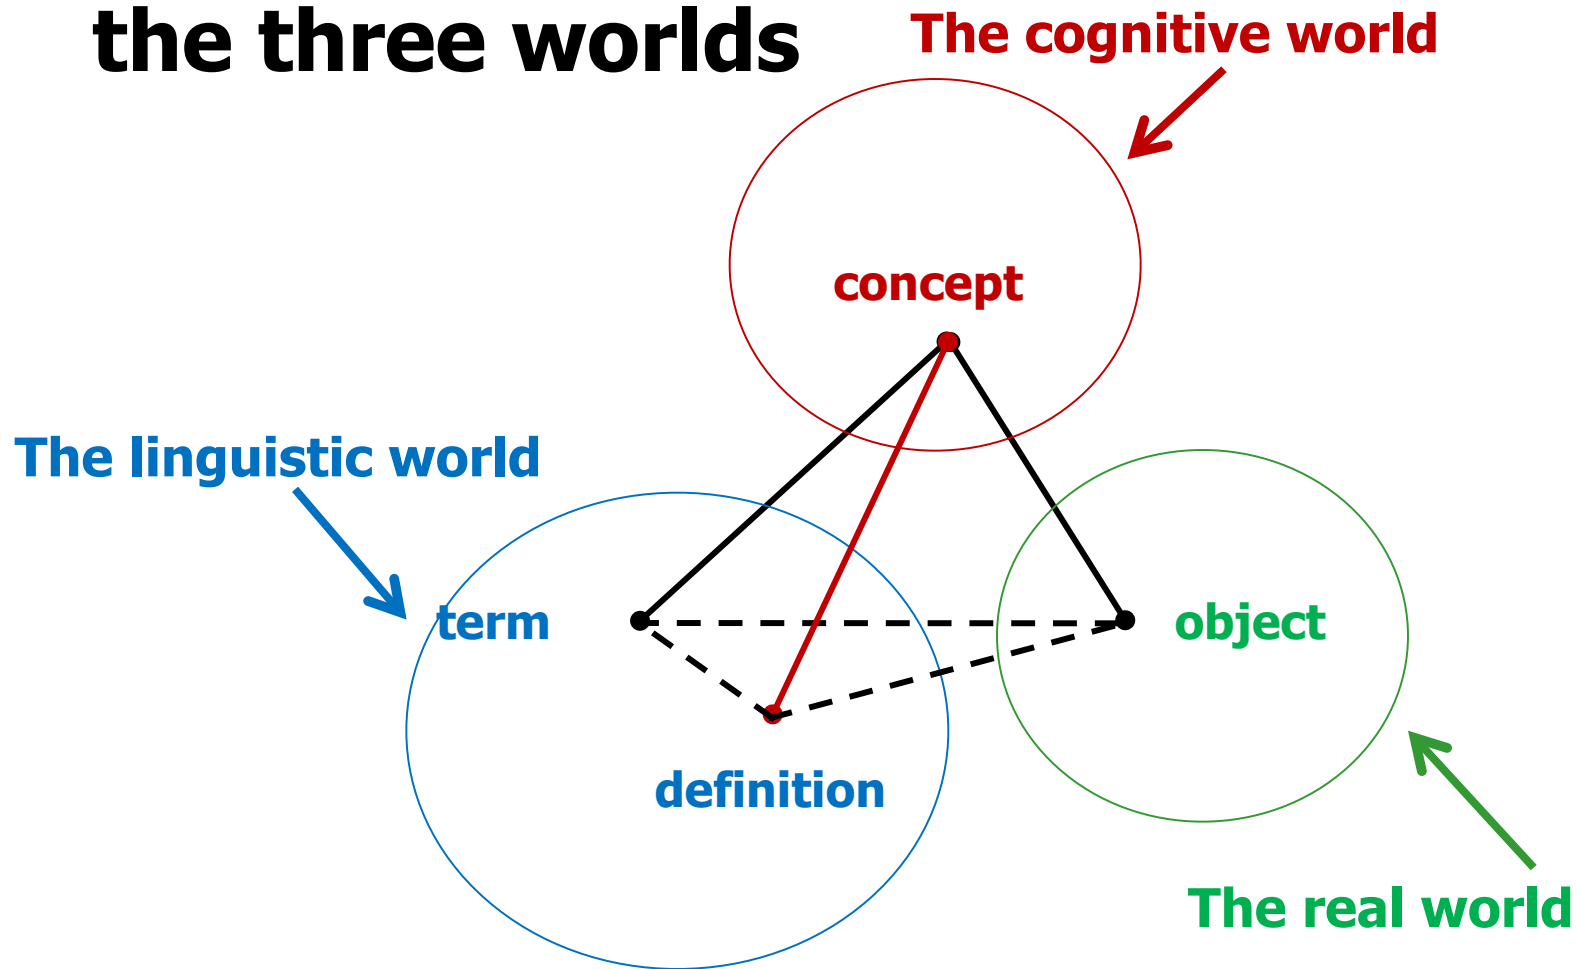 the three worlds
The cognitive world
concept
The linguistic world
term
object
definition
The real world